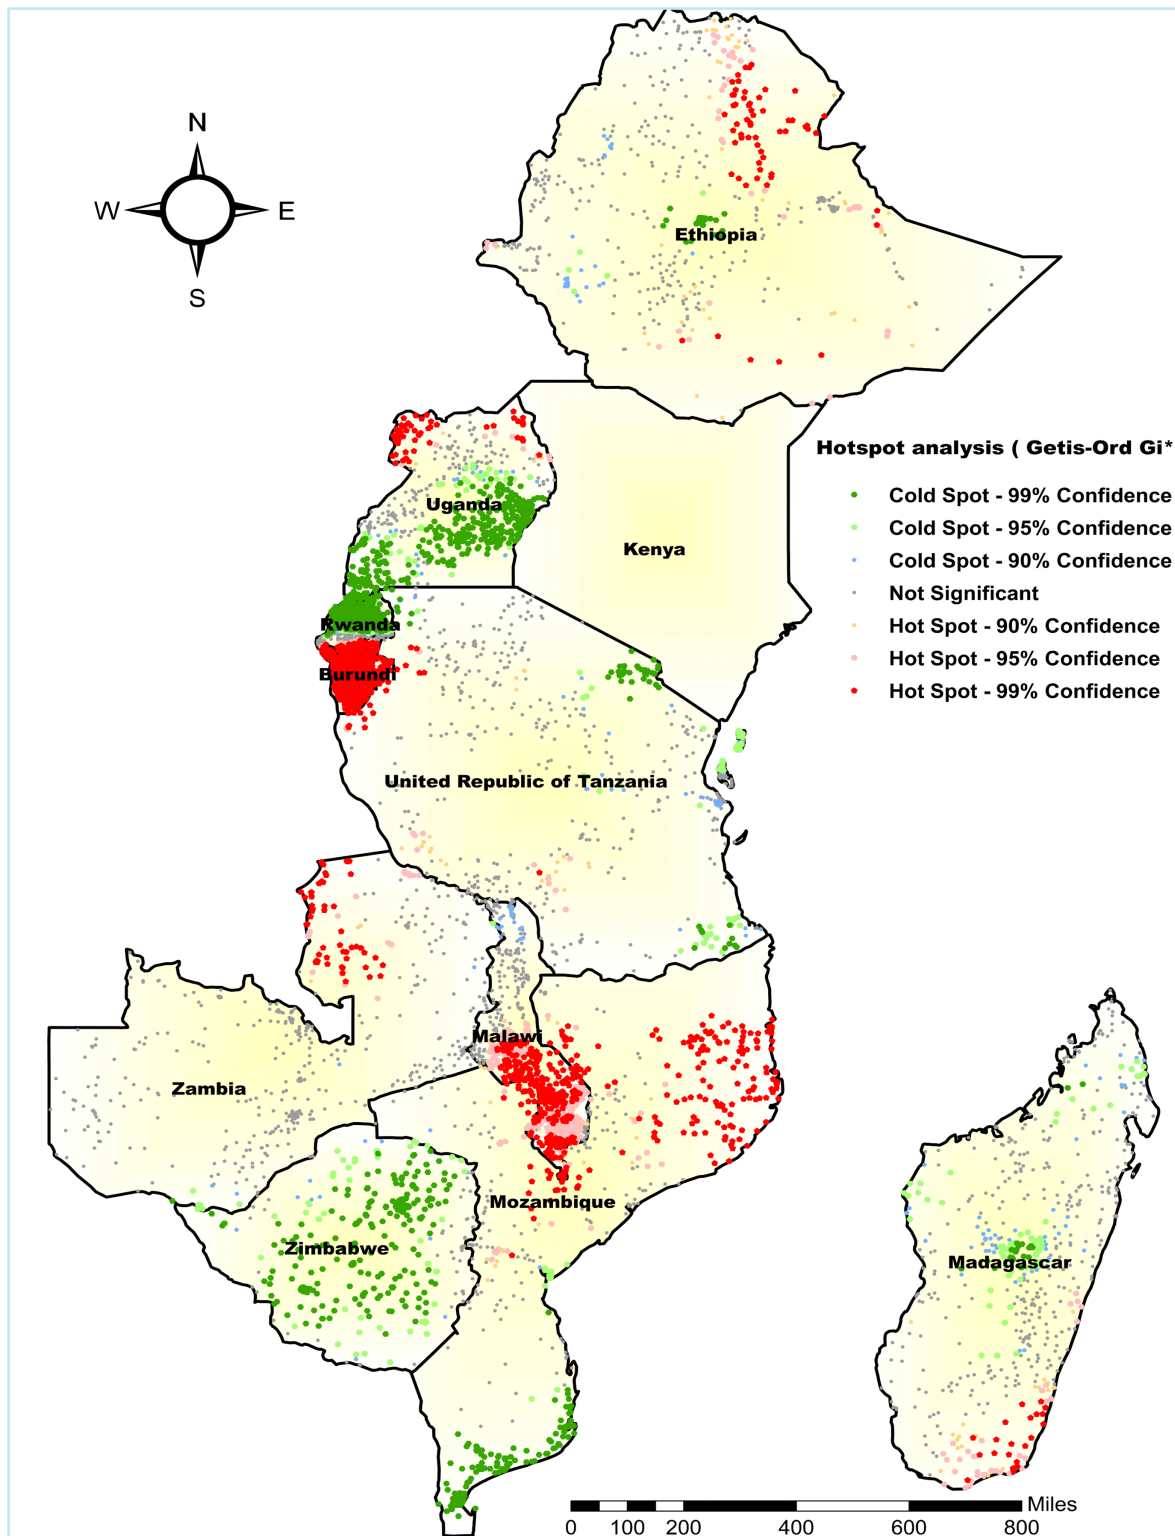 N
W E
S
Ethiopia
Hotspot analysis ( Getis-Ord Gi*
Cold Spot - 99% Confidence
Cold Spot - 95% Confidence
Cold Spot - 90% Confidence
Not Significant
Hot Spot - 90% Confidence
Hot Spot - 95% Confidence
Hot Spot - 99% Confidence
Uganda
Kenya
Rwanda
Burundi
United Republic of Tanzania
Malawi
Zambia
Mozambique
Zimbabwe
Madagascar
Miles
0 100 200 400 600 800